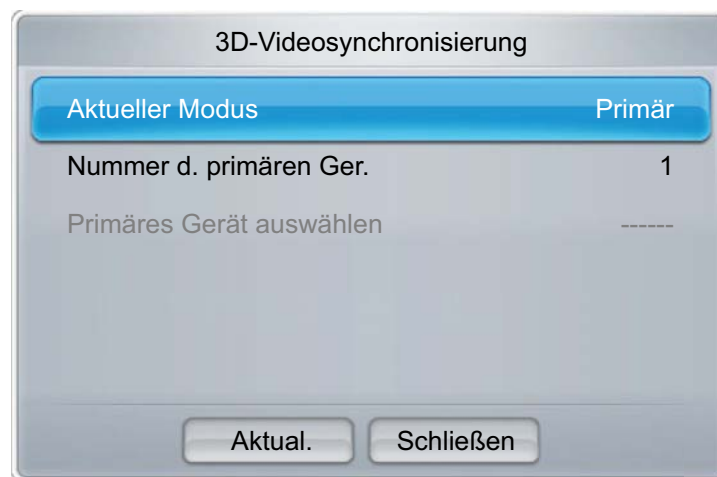 3D-Videosynchronisierung
Aktueller Modus Primär
Nummer d. primären Ger. 1
Primäres Gerät auswählen ------
Aktual. Schließen